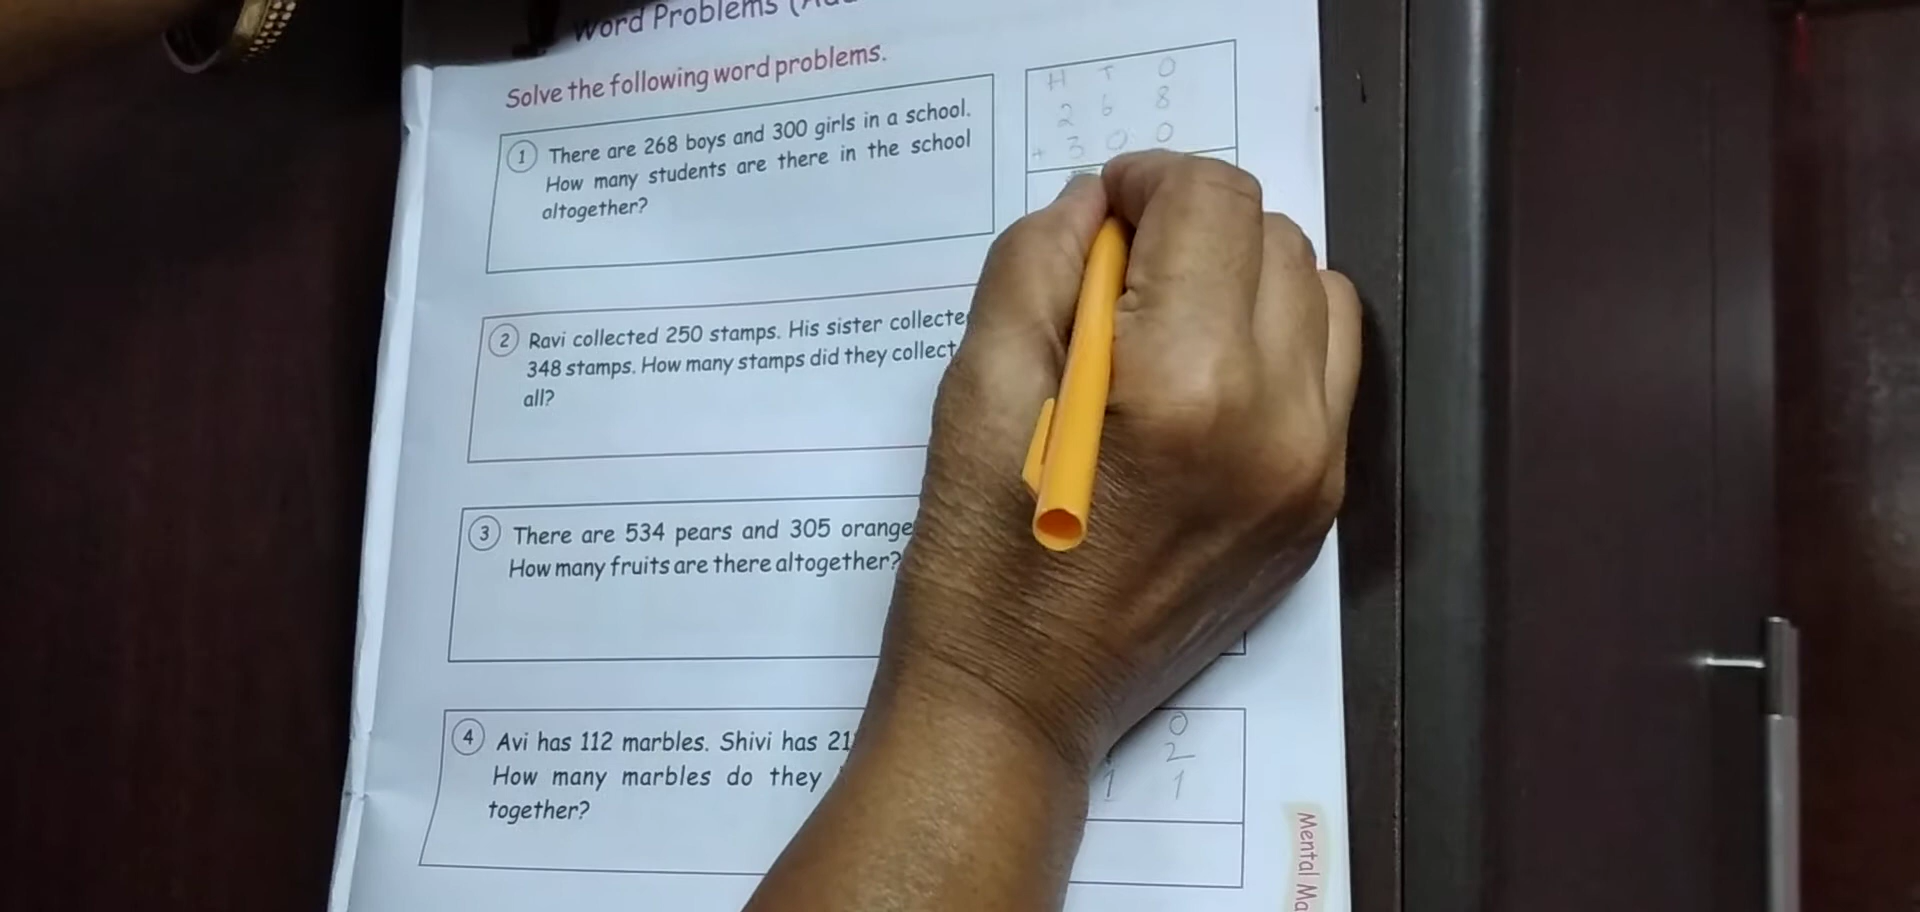 Word Problems
Solve the following word problems.
1 There are 268 boys and 300 girls in a school.
How many students are there in the school
altogether?
H T O
2 6 8
+ 3 0 0
2 Ravi collected 250 stamps. His sister
348 stamps. How many stamps did they collect
all?
3 There are 534 pears and 305
How many fruits are there altogether?
4 Avi has 112 marbles. Shivi has
How many marbles do they
together?
O
2
1 1
Mental